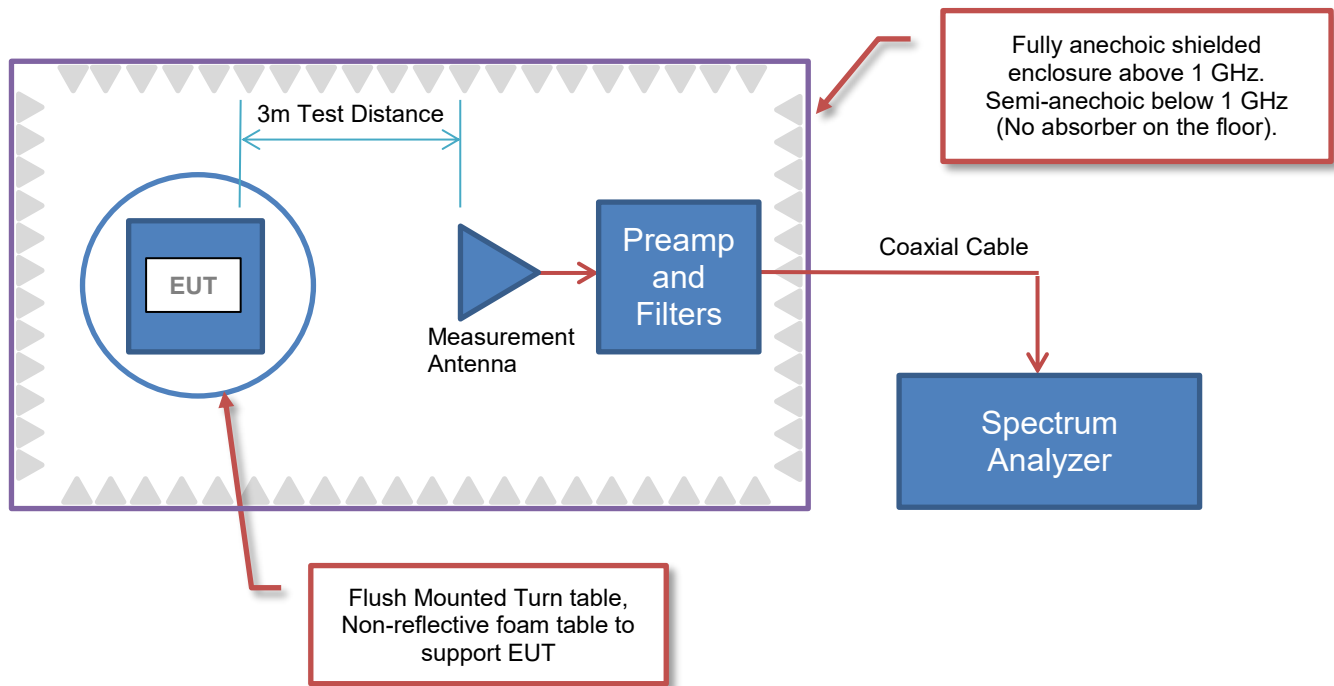 Fully anechoic shielded
enclosure above 1 GHz.
Semi-anechoic below 1 GHz
(No absorber on the floor).
3m Test Distance
EUT
Measurement
Antenna
Preamp
and
Filters
Coaxial Cable
Spectrum
Analyzer
Flush Mounted Turn table,
Non-reflective foam table to
support EUT